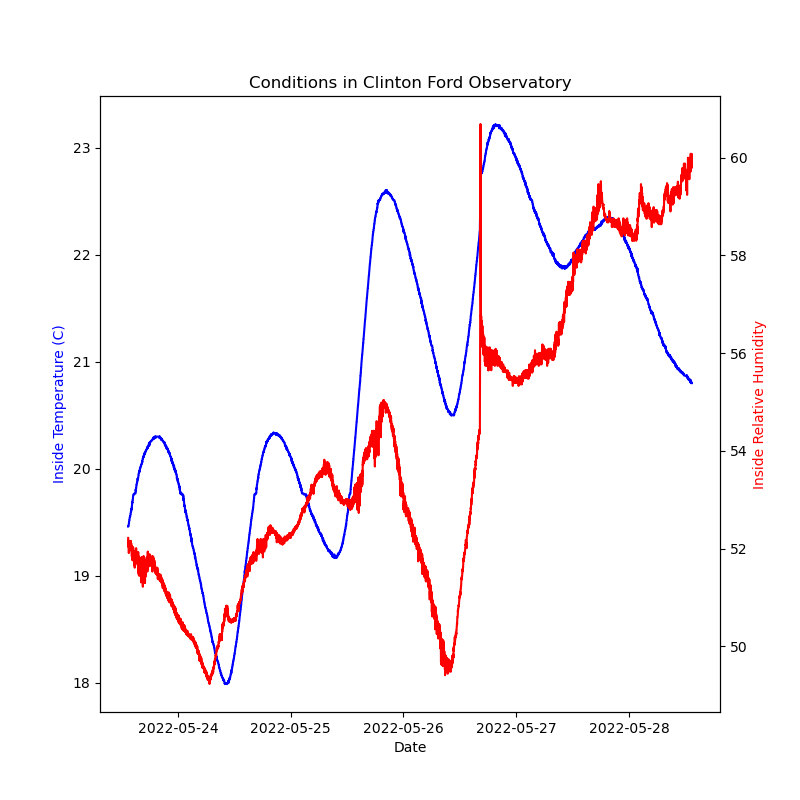 Conditions in Clinton Ford Observatory
23
22
21
20
19
18
Inside Temperature (C)
60
58
56
54
52
50
Inside Relative Humidity
2022-05-24 2022-05-25 2022-05-26 2022-05-27 2022-05-28
Date